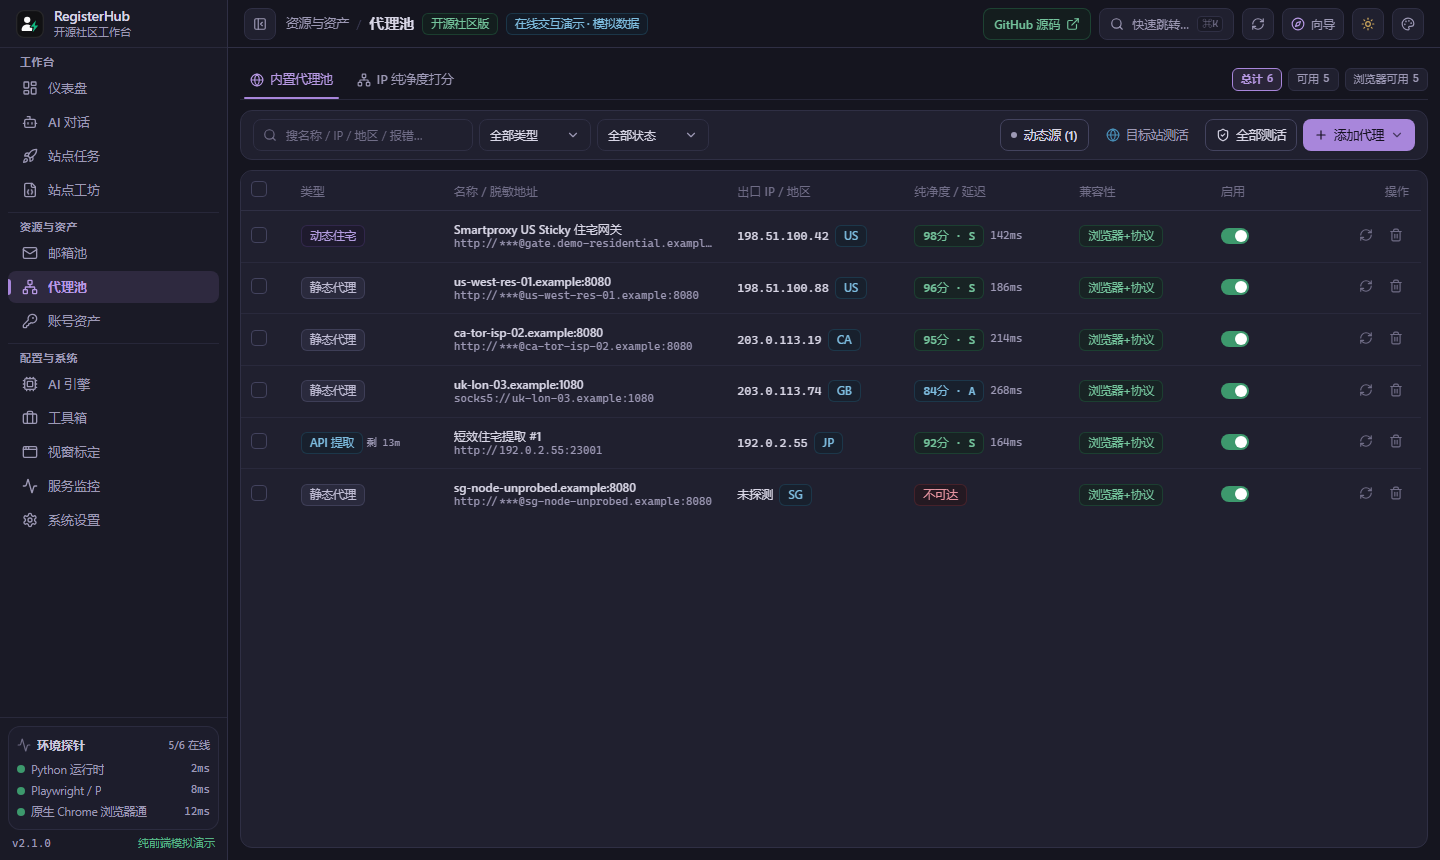 RegisterHub
开源社区工作台
工作台
仪表盘
AI 对话
站点任务
站点工坊
资源与资产
邮箱池
代理池
账号资产
配置与系统
AI 引擎
工具箱
视窗标定
服务监控
系统设置
环境探针 5/6 在线
Python 运行时 2ms
Playwright / P 8ms
原生 Chrome 浏览器通 12ms
v2.1.0 纯前端模拟演示
资源与资产 / 代理池 开源社区版 在线交互演示 · 模拟数据 GitHub 源码 快速跳转... ⌘K 向导
内置代理池 IP 纯净度打分 总计 6 可用 5 浏览器可用 5
搜名称 / IP / 地区 / 报错... 全部类型 全部状态 动态源 (1) 目标站测活 全部测活 添加代理
类型 名称 / 脱敏地址 出口 IP / 地区 纯净度 / 延迟 兼容性 启用 操作
动态住宅 Smartproxy US Sticky 住宅网关 198.51.100.42 US 98分 · S 142ms 浏览器+协议
http://***@gate.demo-residential.exampl…
静态代理 us-west-res-01.example:8080 198.51.100.88 US 96分 · S 186ms 浏览器+协议
http://***@us-west-res-01.example:8080
静态代理 ca-tor-isp-02.example:8080 203.0.113.19 CA 95分 · S 214ms 浏览器+协议
http://***@ca-tor-isp-02.example:8080
静态代理 uk-lon-03.example:1080 203.0.113.74 GB 84分 · A 268ms 浏览器+协议
socks5://uk-lon-03.example:1080
API 提取 剩 13m 短效住宅提取 #1 192.0.2.55 JP 92分 · S 164ms 浏览器+协议
http://192.0.2.55:23001
静态代理 sg-node-unprobed.example:8080 未探测 SG 不可达 浏览器+协议
http://***@sg-node-unprobed.example:8080